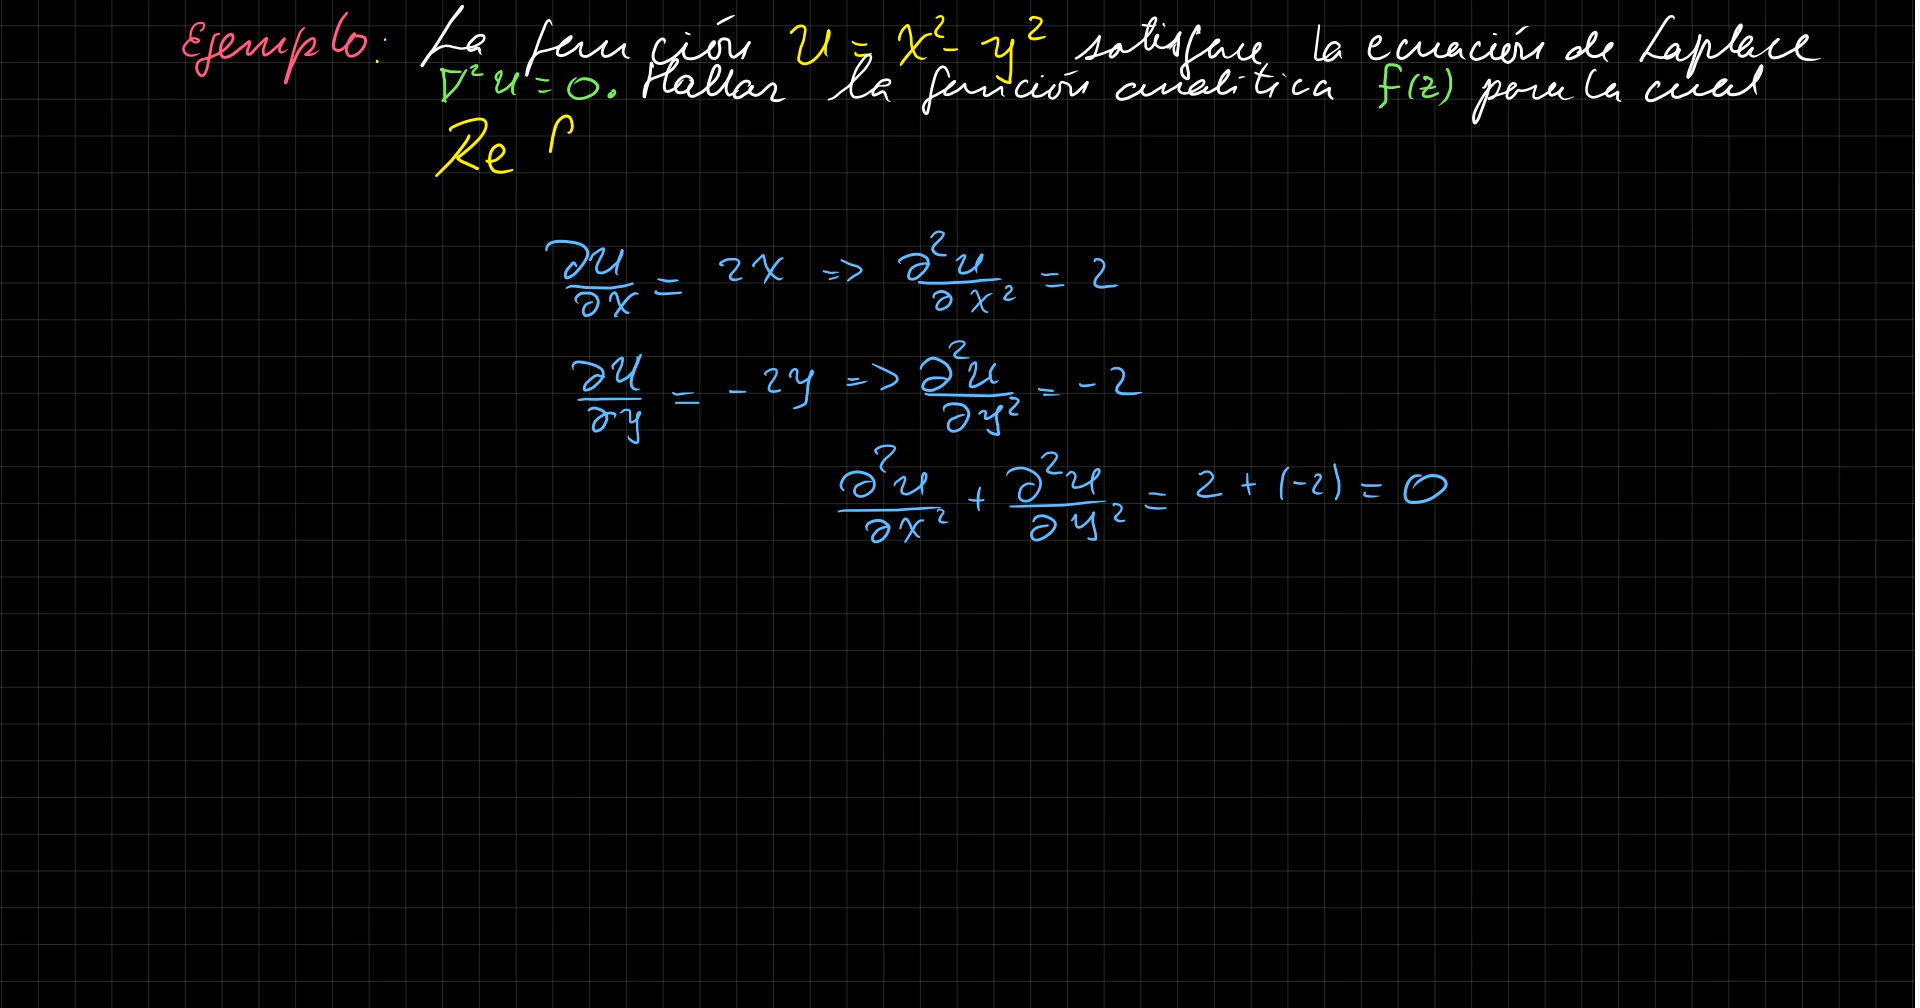 Ejemplo: La función U = x² - y² satisface la ecuación de Laplace
∇²u = 0. Hallar la función analítica f(z) para la cual
Re
∂u/∂x = 2x => ∂²u/∂x² = 2
∂u/∂y = -2y => ∂²u/∂y² = -2
∂²u/∂x² + ∂²u/∂y² = 2 + (-2) = 0